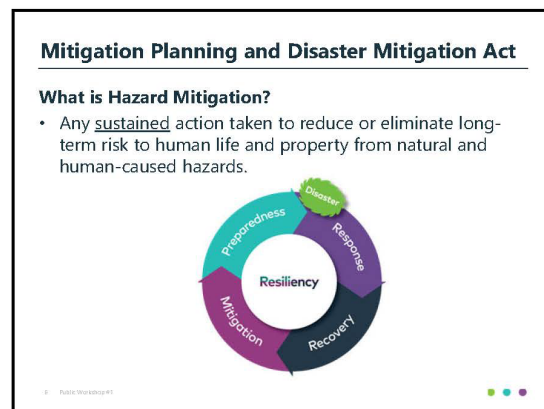 Mitigation Planning and Disaster Mitigation Act
What is Hazard Mitigation?
• Any sustained action taken to reduce or eliminate long-
term risk to human life and property from natural and
human-caused hazards.
Disaster
Preparedness
Response
Resiliency
Mitigation
Recovery
Public Workshop #1